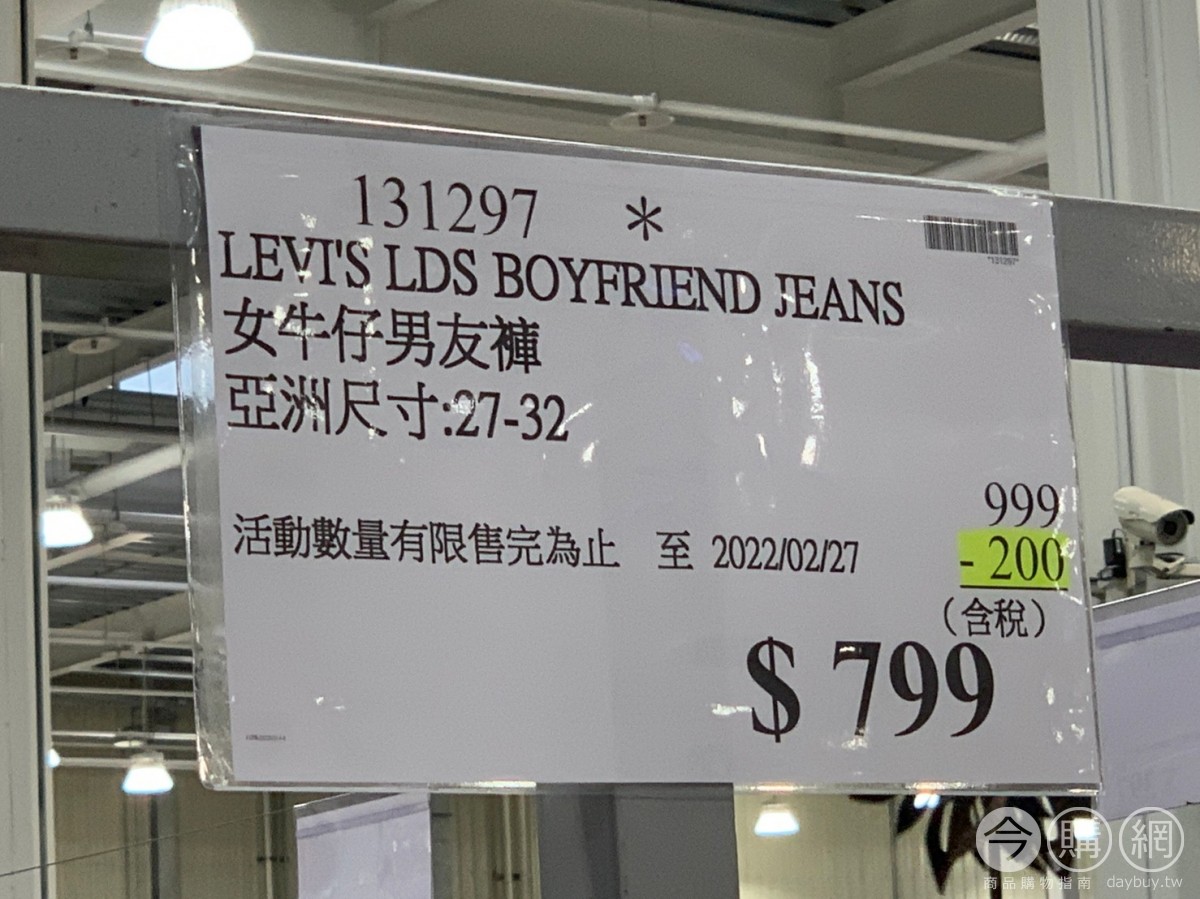 131297 *
*131297*
LEVI'S LDS BOYFRIEND JEANS
女牛仔男友褲
亞洲尺寸:27-32
999
活動數量有限售完為止 至 2022/02/27
- 200
（含稅）
$ 799
今購網
商品購物指南 daybuy.tw